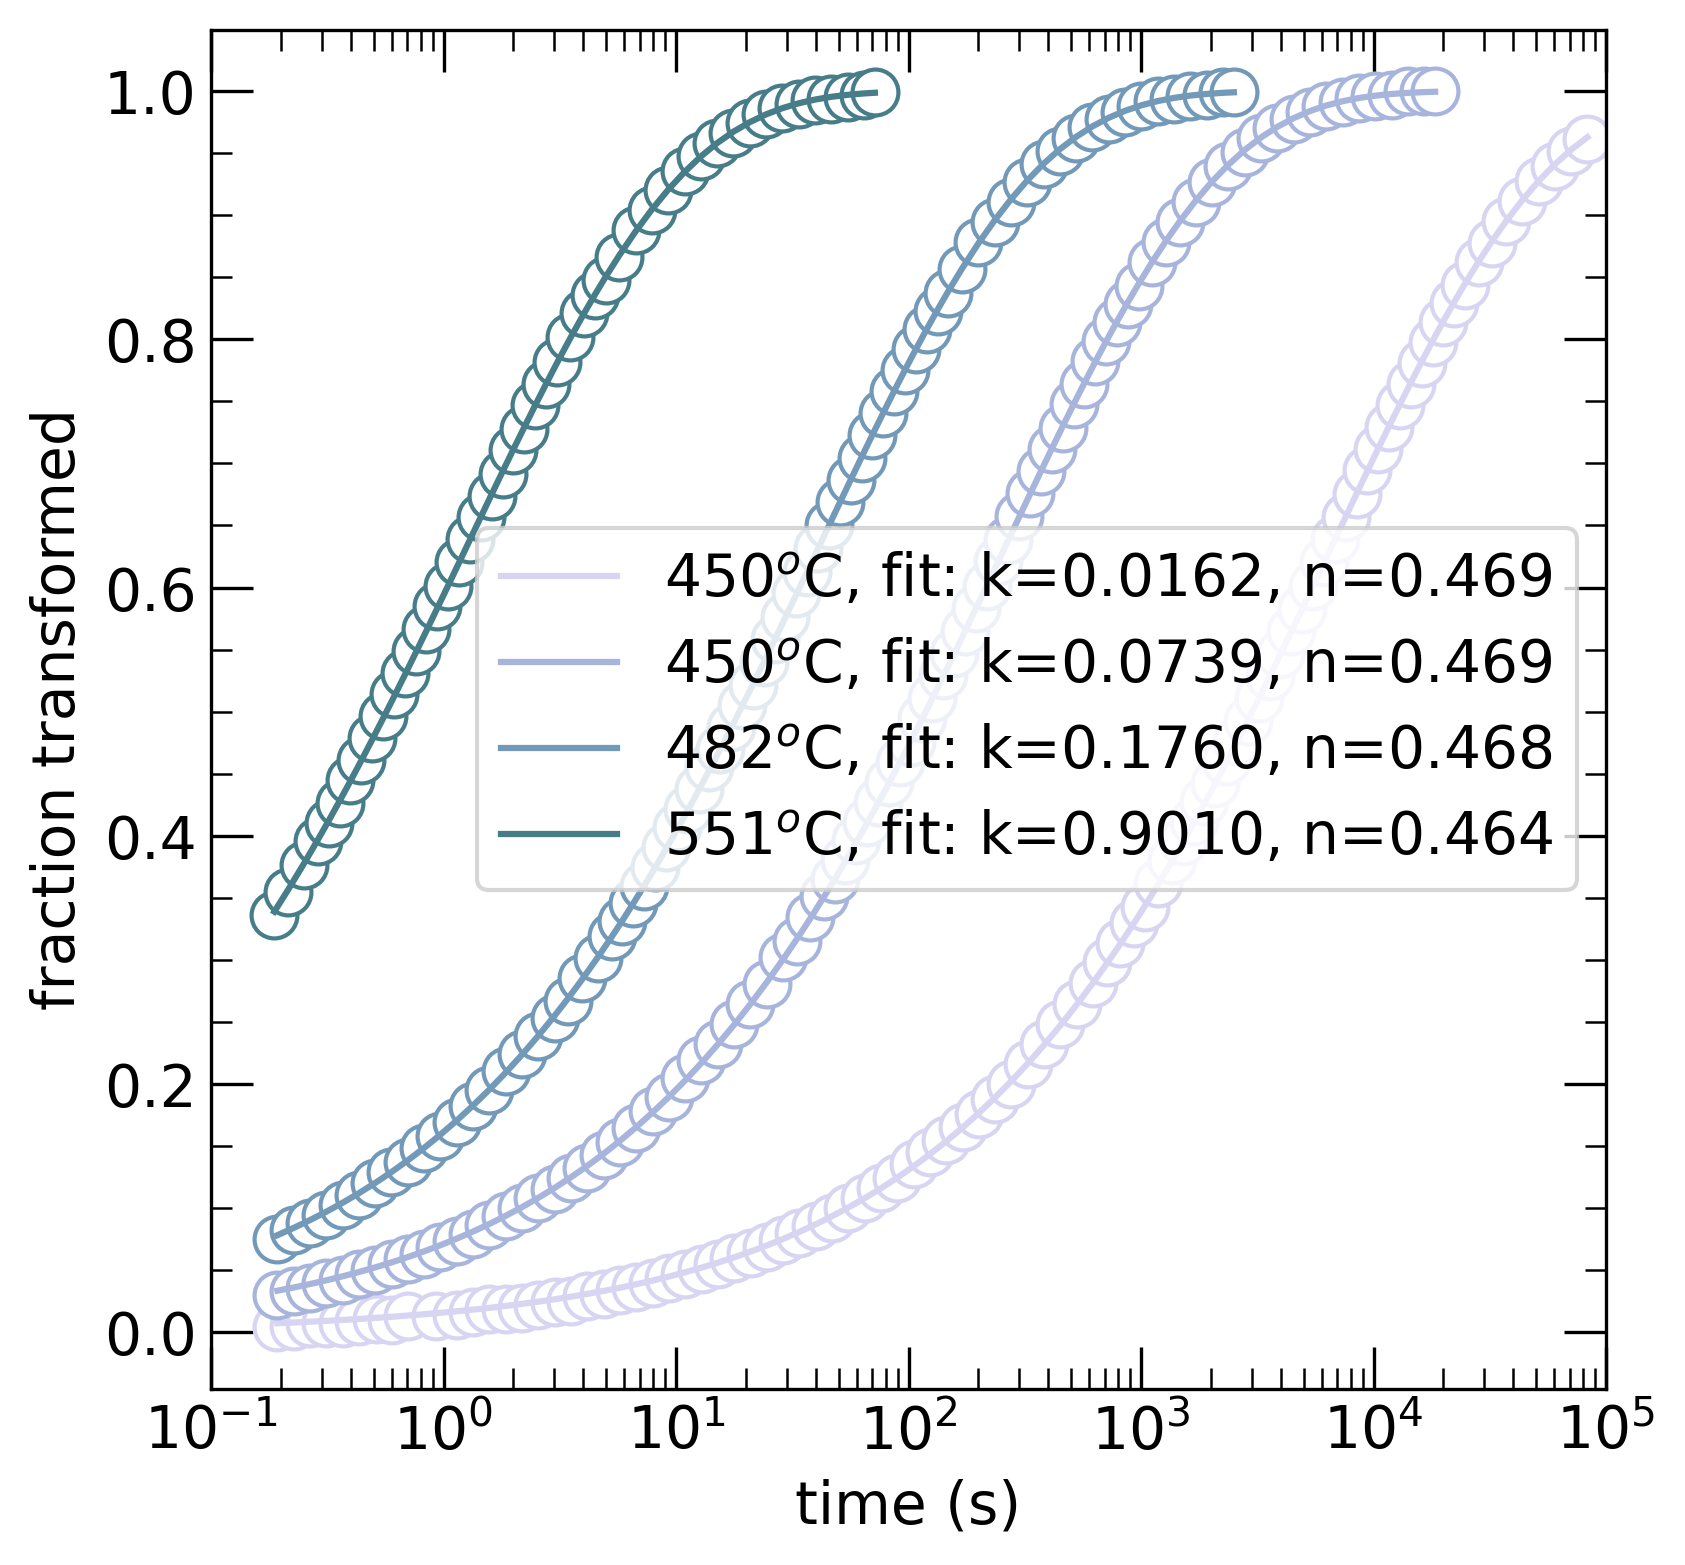 1.0
0.8
0.6
0.4
0.2
0.0
fraction transformed
450°C, fit: k=0.0162, n=0.469
450°C, fit: k=0.0739, n=0.469
482°C, fit: k=0.1760, n=0.468
551°C, fit: k=0.9010, n=0.464
10⁻¹ 10⁰ 10¹ 10² 10³ 10⁴ 10⁵
time (s)